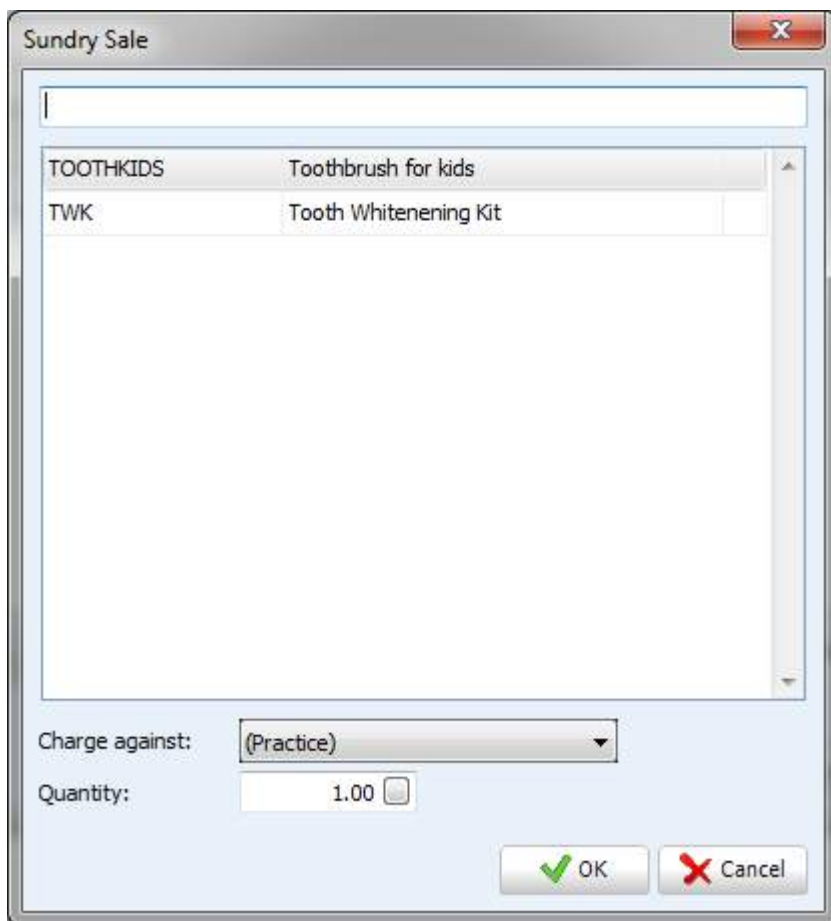 Sundry Sale
TOOTHKIDS Toothbrush for kids
TWK Tooth Whitenening Kit
Charge against: (Practice)
Quantity: 1.00
OK Cancel